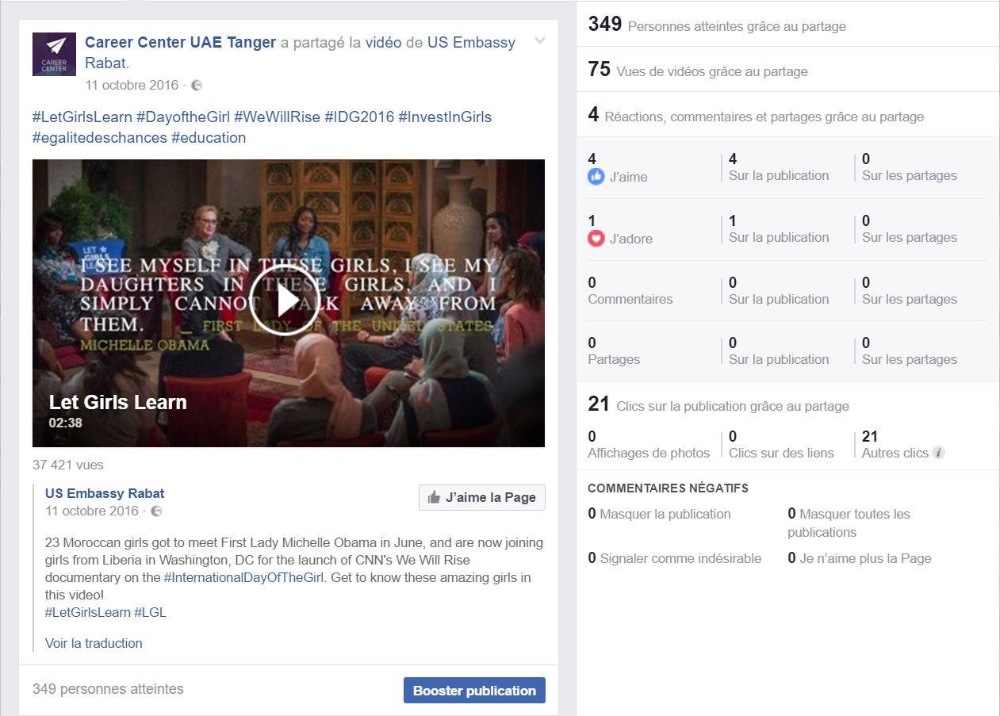 CAREER CENTER
Career Center UAE Tanger a partagé la vidéo de US Embassy
Rabat.
11 octobre 2016 ·
#LetGirlsLearn #DayoftheGirl #WeWillRise #IDG2016 #InvestInGirls
#egalitedeschances #education
LET GIRLS LEARN
I SEE MYSELF IN THESE GIRLS, I SEE MY
DAUGHTERS IN THESE GIRLS, AND I
SIMPLY CANNOT WALK AWAY FROM
THEM. _ FIRST LADY OF THE UNITED STATES
MICHELLE OBAMA
Let Girls Learn
02:38
37 421 vues
US Embassy Rabat
J'aime la Page
11 octobre 2016 ·
23 Moroccan girls got to meet First Lady Michelle Obama in June, and are now joining
girls from Liberia in Washington, DC for the launch of CNN's We Will Rise
documentary on the #InternationalDayOfTheGirl. Get to know these amazing girls in
this video!
#LetGirlsLearn #LGL
Voir la traduction
349 personnes atteintes
Booster publication
349 Personnes atteintes grâce au partage
75 Vues de vidéos grâce au partage
4 Réactions, commentaires et partages grâce au partage
4 4 0
J'aime Sur la publication Sur les partages
1 1 0
J'adore Sur la publication Sur les partages
0 0 0
Commentaires Sur la publication Sur les partages
0 0 0
Partages Sur la publication Sur les partages
21 Clics sur la publication grâce au partage
0 0 21
Affichages de photos Clics sur des liens Autres clics i
COMMENTAIRES NÉGATIFS
0 Masquer la publication 0 Masquer toutes les
publications
0 Signaler comme indésirable 0 Je n'aime plus la Page